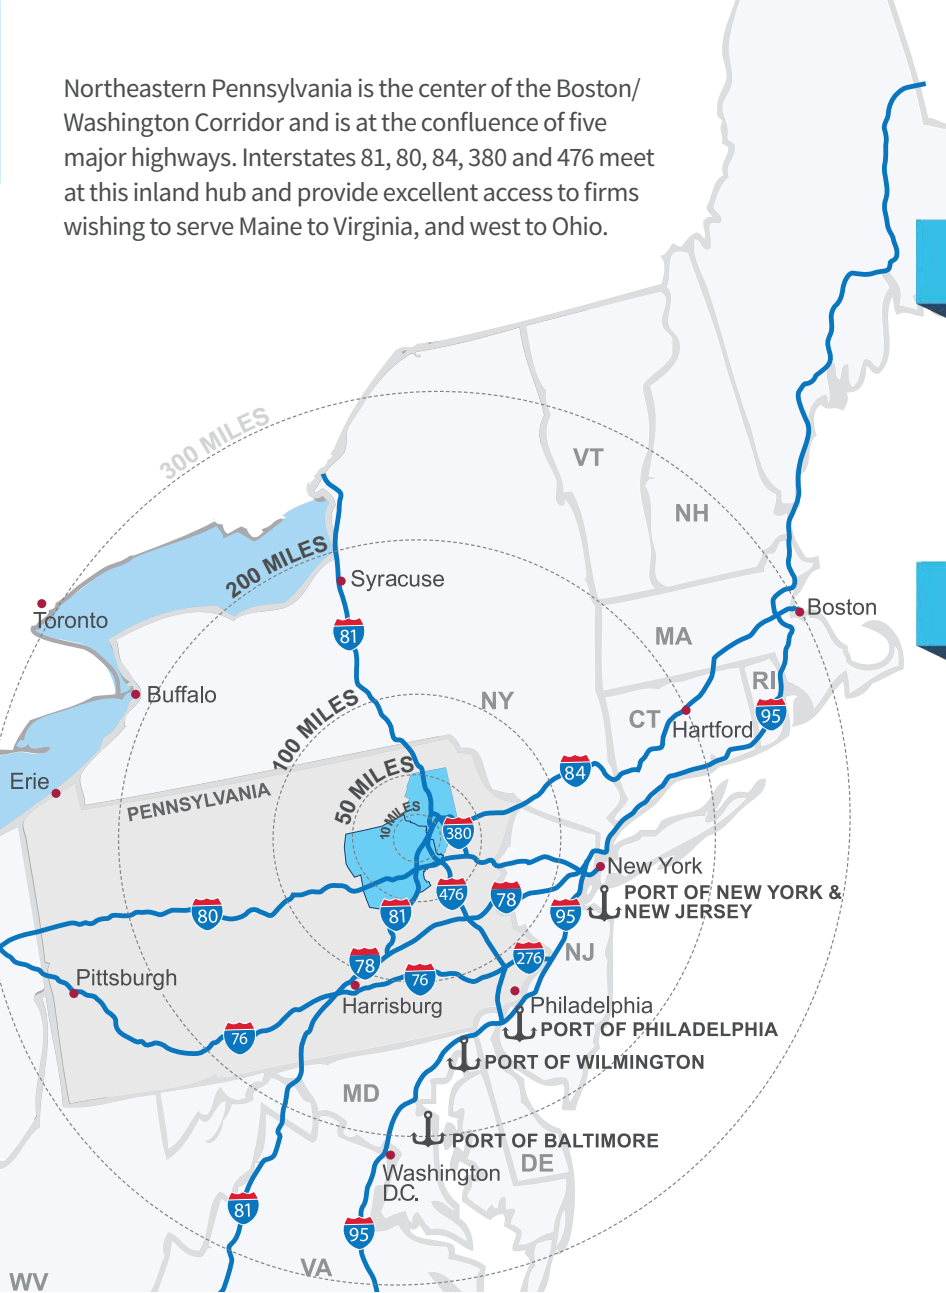 Northeastern Pennsylvania is the center of the Boston/
Washington Corridor and is at the confluence of five
major highways. Interstates 81, 80, 84, 380 and 476 meet
at this inland hub and provide excellent access to firms
wishing to serve Maine to Virginia, and west to Ohio.
300 MILES
VT
NH
200 MILES
Syracuse
Toronto
Boston
81
MA
Buffalo
NY
RI
100 MILES
CT
95
Hartford
50 MILES
84
Erie
PENNSYLVANIA
10 MILES
380
New York
476
78
PORT OF NEW YORK &
NEW JERSEY
80
81
95
NJ
78
276
76
Pittsburgh
Harrisburg
Philadelphia
PORT OF PHILADELPHIA
76
PORT OF WILMINGTON
MD
PORT OF BALTIMORE
DE
Washington
D.C.
81
95
VA
WV